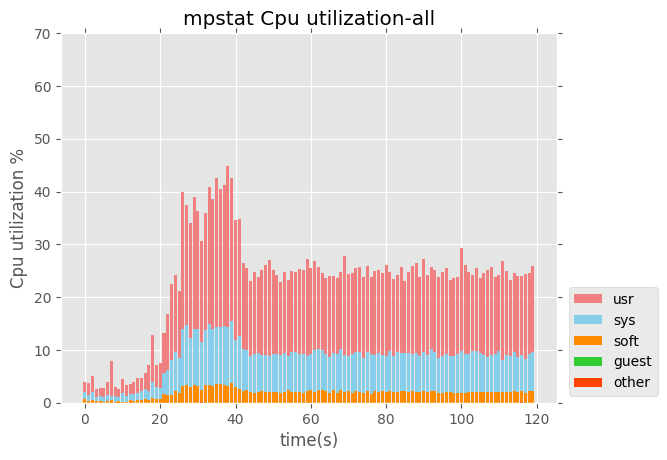 mpstat Cpu utilization-all
Cpu utilization %
70
60
50
40
30
20
10
0
0 20 40 60 80 100 120
time(s)
usr
sys
soft
guest
other